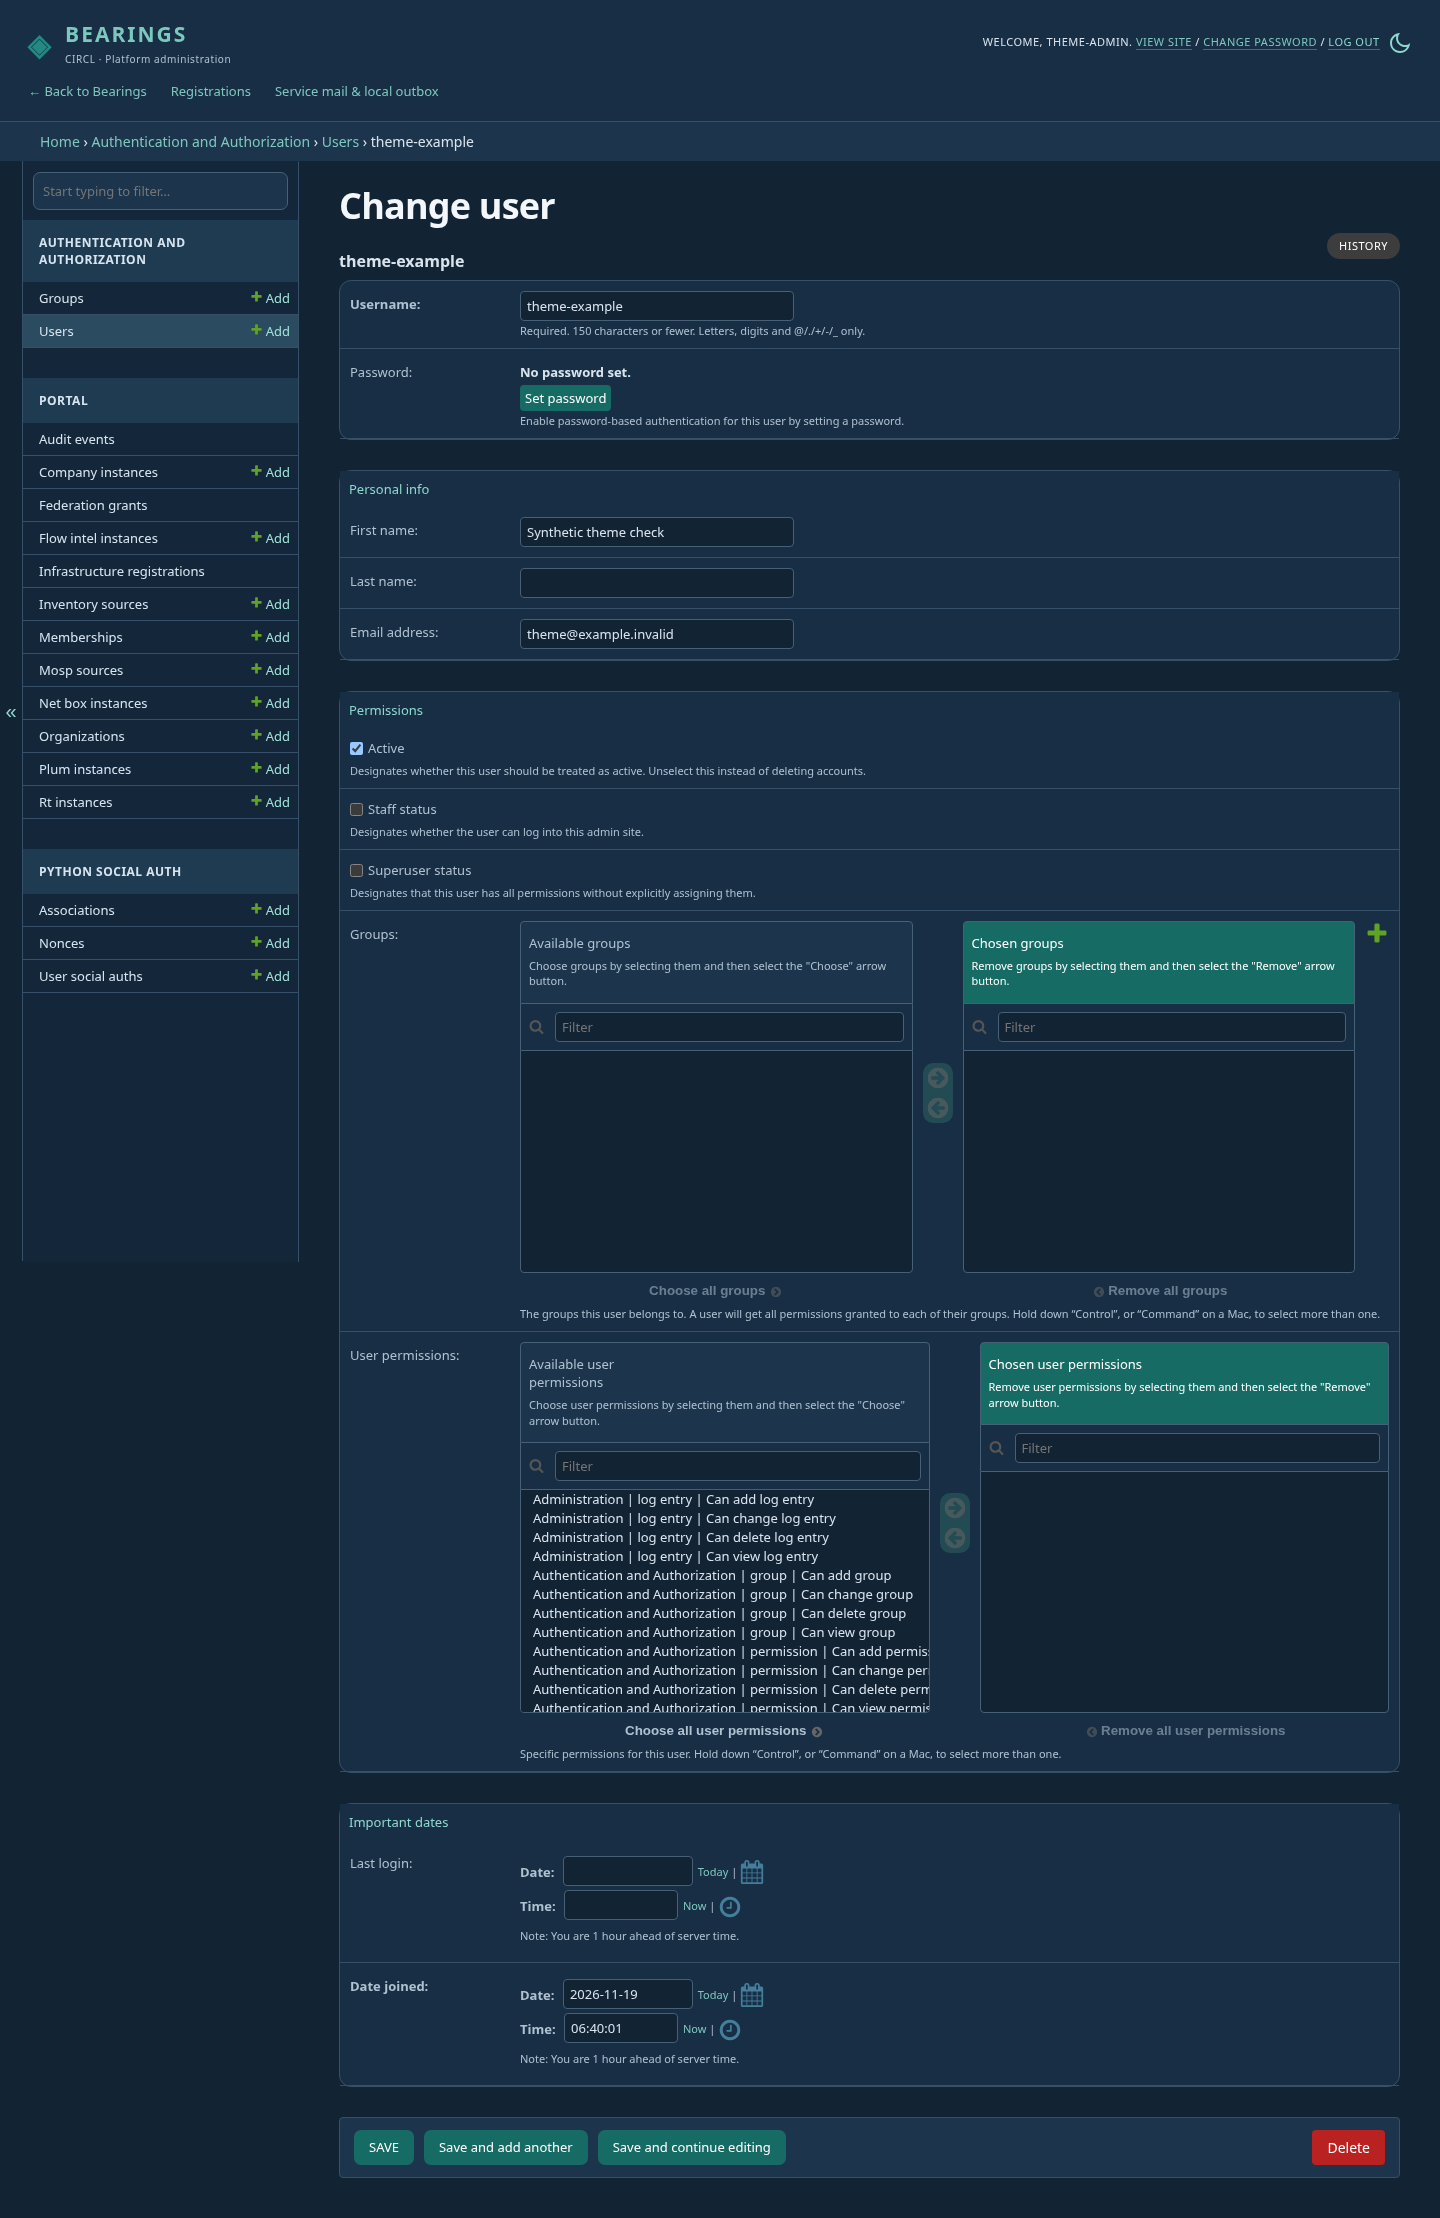 BEARINGS
CIRCL · Platform administration
WELCOME, THEME-ADMIN. VIEW SITE / CHANGE PASSWORD / LOG OUT
← Back to Bearings Registrations Service mail & local outbox
Home › Authentication and Authorization › Users › theme-example
Start typing to filter...
AUTHENTICATION AND
AUTHORIZATION
Groups Add
Users Add
PORTAL
Audit events
Company instances Add
Federation grants
Flow intel instances Add
Infrastructure registrations
Inventory sources Add
Memberships Add
Mosp sources Add
Net box instances Add
Organizations Add
Plum instances Add
Rt instances Add
PYTHON SOCIAL AUTH
Associations Add
Nonces Add
User social auths Add
«
Change user
HISTORY
theme-example
Username: theme-example
Required. 150 characters or fewer. Letters, digits and @/./+/-/_ only.
Password: No password set.
Set password
Enable password-based authentication for this user by setting a password.
Personal info
First name: Synthetic theme check
Last name:
Email address: theme@example.invalid
Permissions
Active
Designates whether this user should be treated as active. Unselect this instead of deleting accounts.
Staff status
Designates whether the user can log into this admin site.
Superuser status
Designates that this user has all permissions without explicitly assigning them.
Groups:
Available groups
Choose groups by selecting them and then select the "Choose" arrow
button.
Filter
Choose all groups
Chosen groups
Remove groups by selecting them and then select the "Remove" arrow
button.
Filter
Remove all groups
The groups this user belongs to. A user will get all permissions granted to each of their groups. Hold down “Control”, or “Command” on a Mac, to select more than one.
User permissions:
Available user
permissions
Choose user permissions by selecting them and then select the "Choose"
arrow button.
Filter
Administration | log entry | Can add log entry
Administration | log entry | Can change log entry
Administration | log entry | Can delete log entry
Administration | log entry | Can view log entry
Authentication and Authorization | group | Can add group
Authentication and Authorization | group | Can change group
Authentication and Authorization | group | Can delete group
Authentication and Authorization | group | Can view group
Authentication and Authorization | permission | Can add permis
Authentication and Authorization | permission | Can change per
Authentication and Authorization | permission | Can delete perm
Authentication and Authorization | permission | Can view permis
Choose all user permissions
Chosen user permissions
Remove user permissions by selecting them and then select the "Remove"
arrow button.
Filter
Remove all user permissions
Specific permissions for this user. Hold down “Control”, or “Command” on a Mac, to select more than one.
Important dates
Last login:
Date: Today |
Time: Now |
Note: You are 1 hour ahead of server time.
Date joined:
Date: 2026-11-19 Today |
Time: 06:40:01 Now |
Note: You are 1 hour ahead of server time.
SAVE Save and add another Save and continue editing Delete